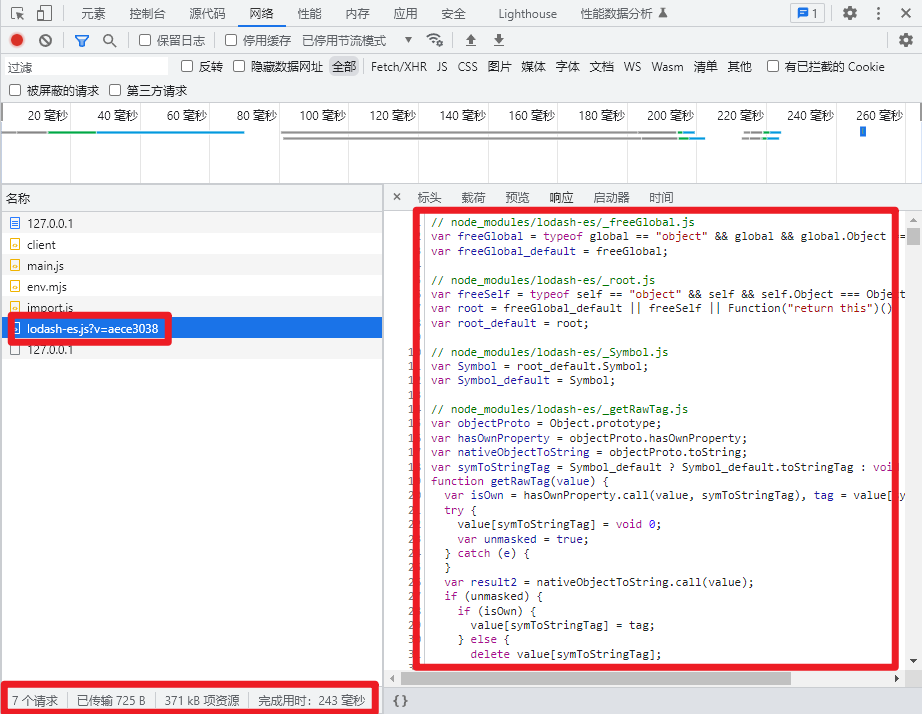 元素 控制台 源代码 网络 性能 内存 应用 安全 Lighthouse 性能数据分析 1
保留日志 停用缓存 已停用节流模式
过滤 反转 隐藏数据网址 全部 Fetch/XHR JS CSS 图片 媒体 字体 文档 WS Wasm 清单 其他 有已拦截的 Cookie
被屏蔽的请求 第三方请求
20 毫秒 40 毫秒 60 毫秒 80 毫秒 100 毫秒 120 毫秒 140 毫秒 160 毫秒 180 毫秒 200 毫秒 220 毫秒 240 毫秒 260 毫秒
名称
127.0.0.1
client
main.js
env.mjs
import.js
lodash-es.js?v=aece3038
127.0.0.1
7 个请求 已传输 725 B 371 kB 项资源 完成用时：243 毫秒
× 标头 载荷 预览 响应 启动器 时间
// node_modules/lodash-es/_freeGlobal.js
var freeGlobal = typeof global == "object" && global && global.Object ==
var freeGlobal_default = freeGlobal;
// node_modules/lodash-es/_root.js
var freeSelf = typeof self == "object" && self && self.Object === Object
var root = freeGlobal_default || freeSelf || Function("return this")()
var root_default = root;
// node_modules/lodash-es/_Symbol.js
var Symbol = root_default.Symbol;
var Symbol_default = Symbol;
// node_modules/lodash-es/_getRawTag.js
var objectProto = Object.prototype;
var hasOwnProperty = objectProto.hasOwnProperty;
var nativeObjectToString = objectProto.toString;
var symToStringTag = Symbol_default ? Symbol_default.toStringTag : void
function getRawTag(value) {
var isOwn = hasOwnProperty.call(value, symToStringTag), tag = value[sy
try {
value[symToStringTag] = void 0;
var unmasked = true;
} catch (e) {
}
var result2 = nativeObjectToString.call(value);
if (unmasked) {
if (isOwn) {
value[symToStringTag] = tag;
} else {
delete value[symToStringTag];
{ }